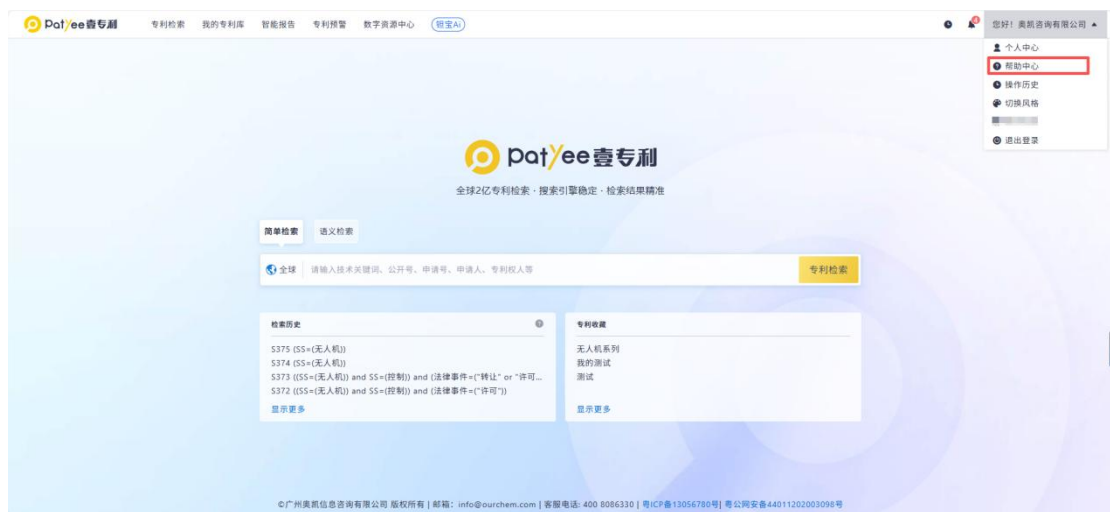 Patyee壹专利 专利检索 我的专利库 智能报告 专利预警 数字资源中心 钽宝Ai 4 您好！奥凯咨询有限公司 ▲
个人中心
帮助中心
操作历史
切换风格
退出登录
Patyee壹专利
全球2亿专利检索 · 搜索引擎稳定 · 检索结果精准
简单检索 语义检索
全球 请输入技术关键词、公开号、申请号、申请人、专利权人等 专利检索
检索历史
S375 (SS=(无人机))
S374 (SS=(无人机))
S373 ((SS=(无人机)) and SS=(控制)) and (法律事件=("转让" or "许可...
S372 ((SS=(无人机)) and SS=(控制)) and (法律事件=("许可"))
显示更多
专利收藏
无人机系列
我的测试
测试
显示更多
©广州奥凯信息咨询有限公司 版权所有 | 邮箱：info@ourchem.com | 客服电话: 400 8086330 | 粤ICP备13056780号| 粤公网安备44011202003098号